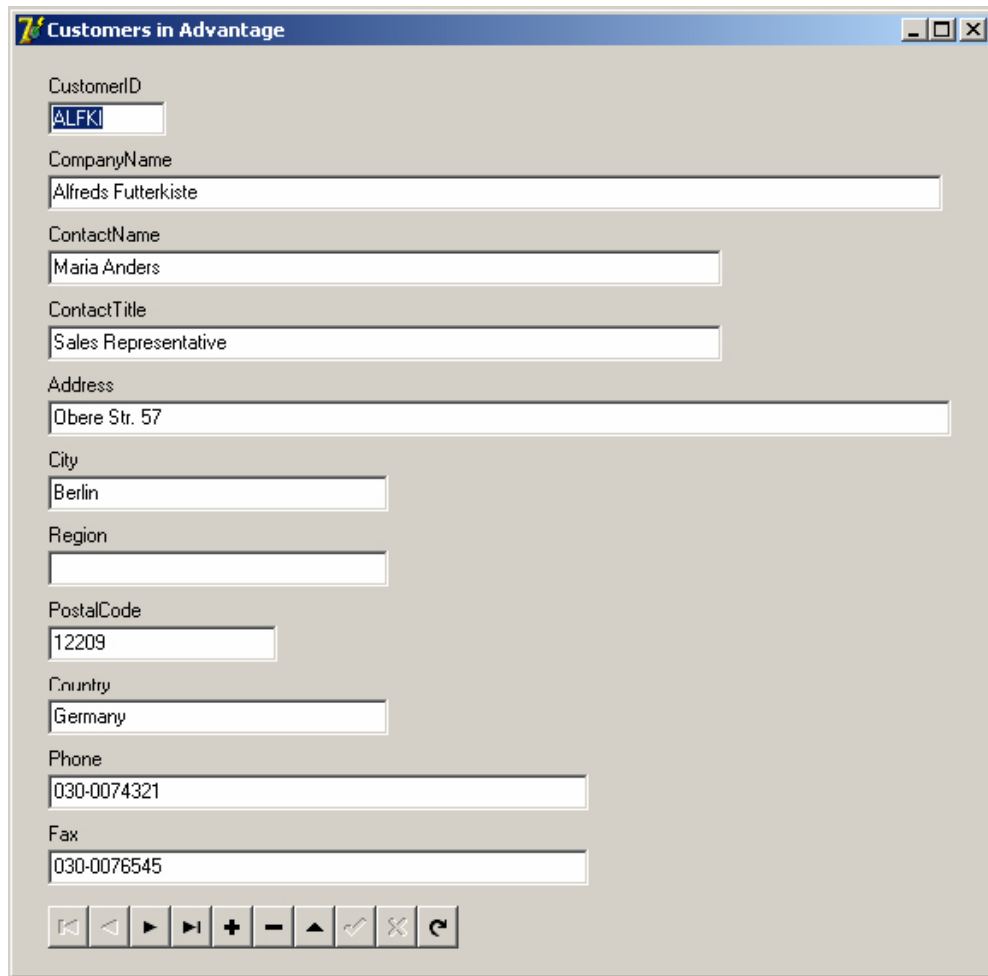 Customers in Advantage
CustomerID
ALFKI
CompanyName
Alfreds Futterkiste
ContactName
Maria Anders
ContactTitle
Sales Representative
Address
Obere Str. 57
City
Berlin
Region
PostalCode
12209
Country
Germany
Phone
030-0074321
Fax
030-0076545